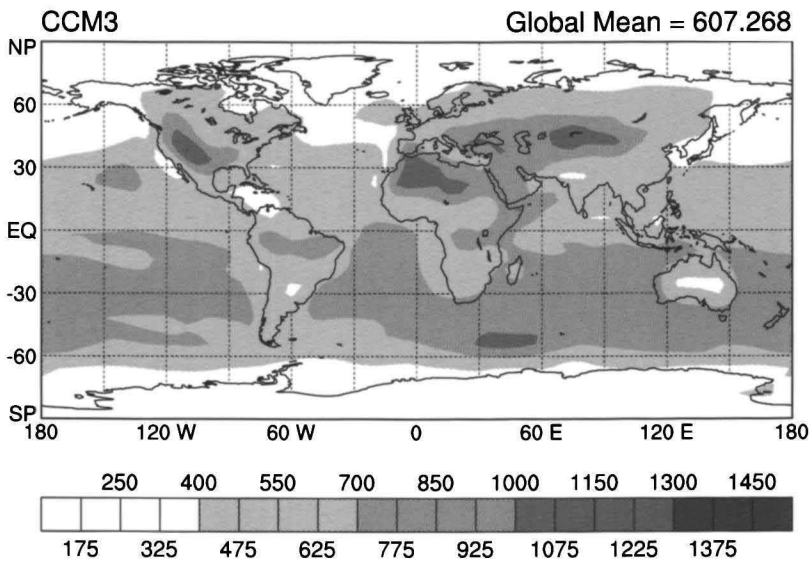 CCM3 Global Mean = 607.268
NP
60
30
EQ
-30
-60
SP
180 120 W 60 W 0 60 E 120 E 180
250 400 550 700 850 1000 1150 1300 1450
175 325 475 625 775 925 1075 1225 1375